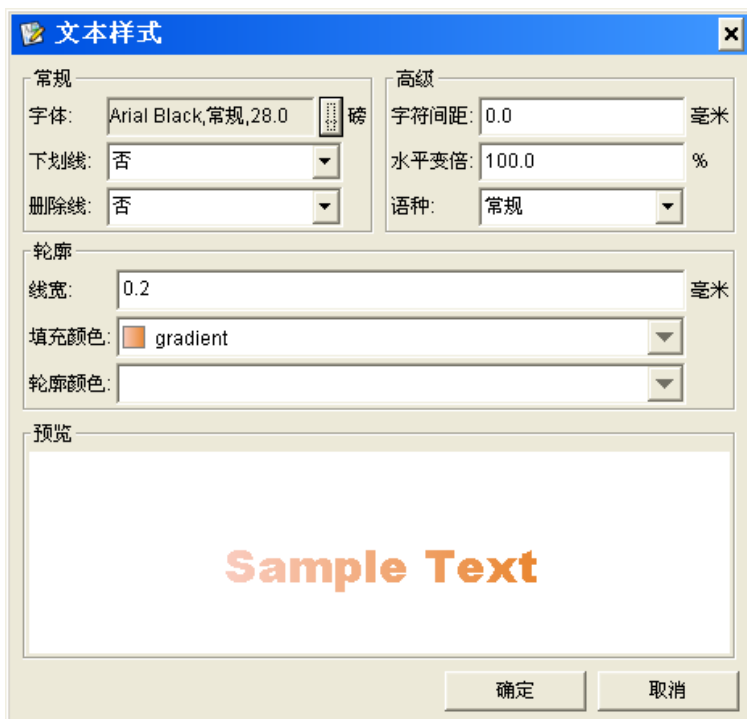 文本样式
常规
字体: Arial Black,常规,28.0 磅
下划线: 否
删除线: 否
高级
字符间距: 0.0 毫米
水平变倍: 100.0 %
语种: 常规
轮廓
线宽: 0.2 毫米
填充颜色: gradient
轮廓颜色:
预览
Sample Text
确定 取消